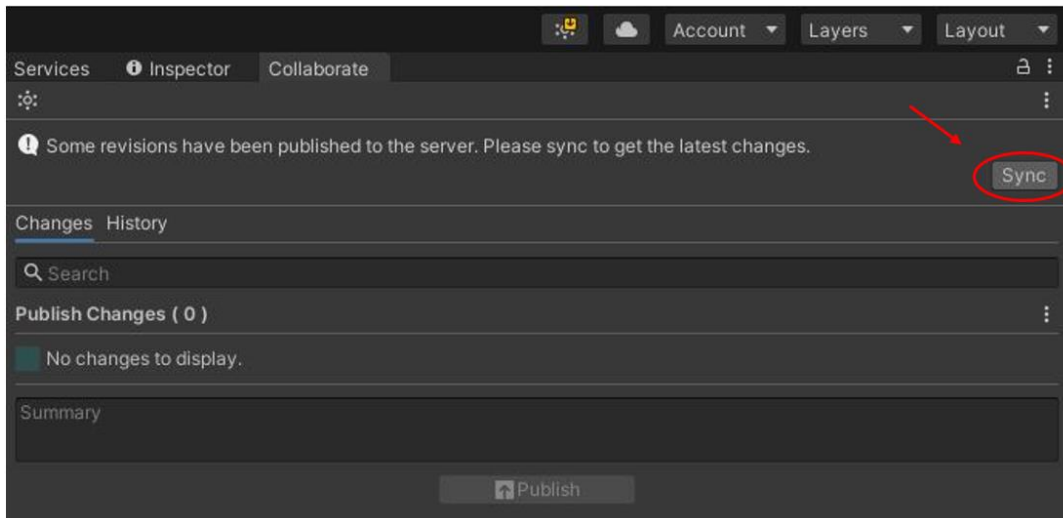 Account Layers Layout
Services Inspector Collaborate
Some revisions have been published to the server. Please sync to get the latest changes.
Sync
Changes History
Search
Publish Changes ( 0 )
No changes to display.
Summary
Publish